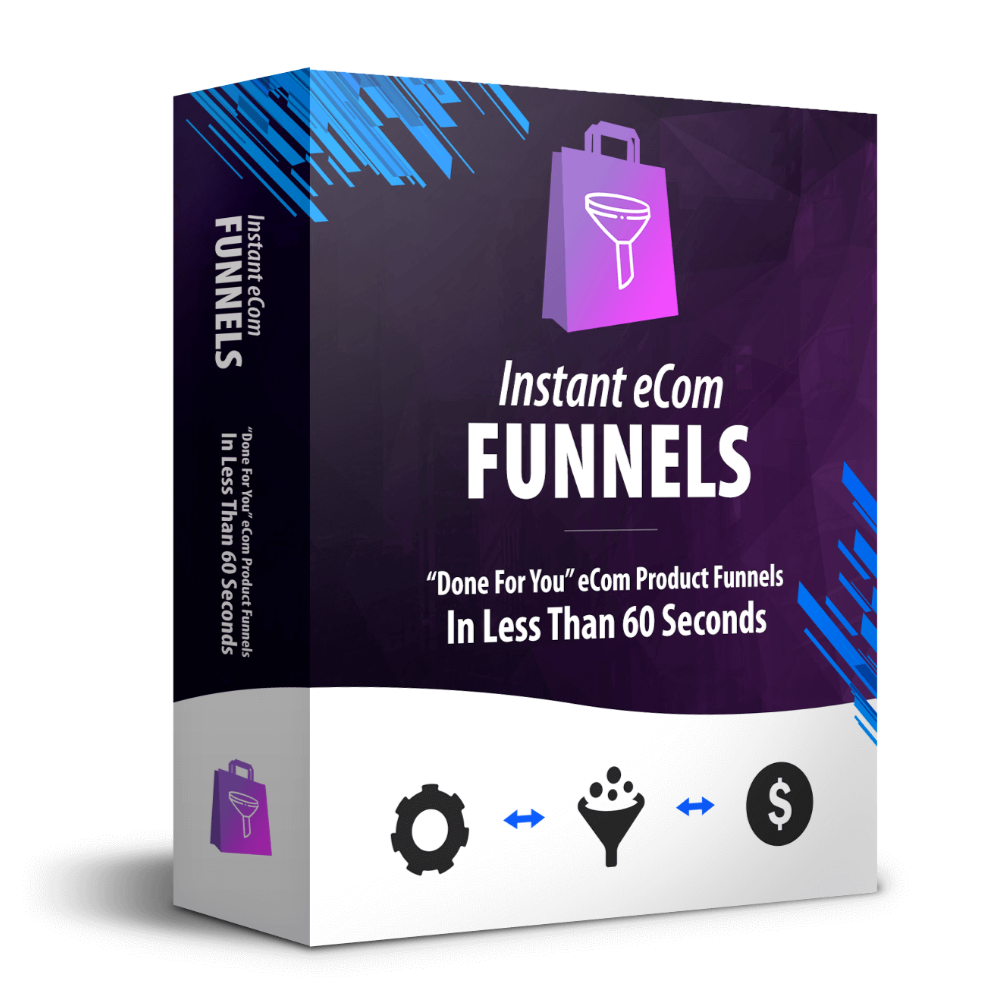 Instant eCom
FUNNELS
“Done For You” eCom Product Funnels
In Less Than 60 Seconds
Instant eCom
FUNNELS
“Done For You” eCom Product Funnels
In Less Than 60 Seconds
$